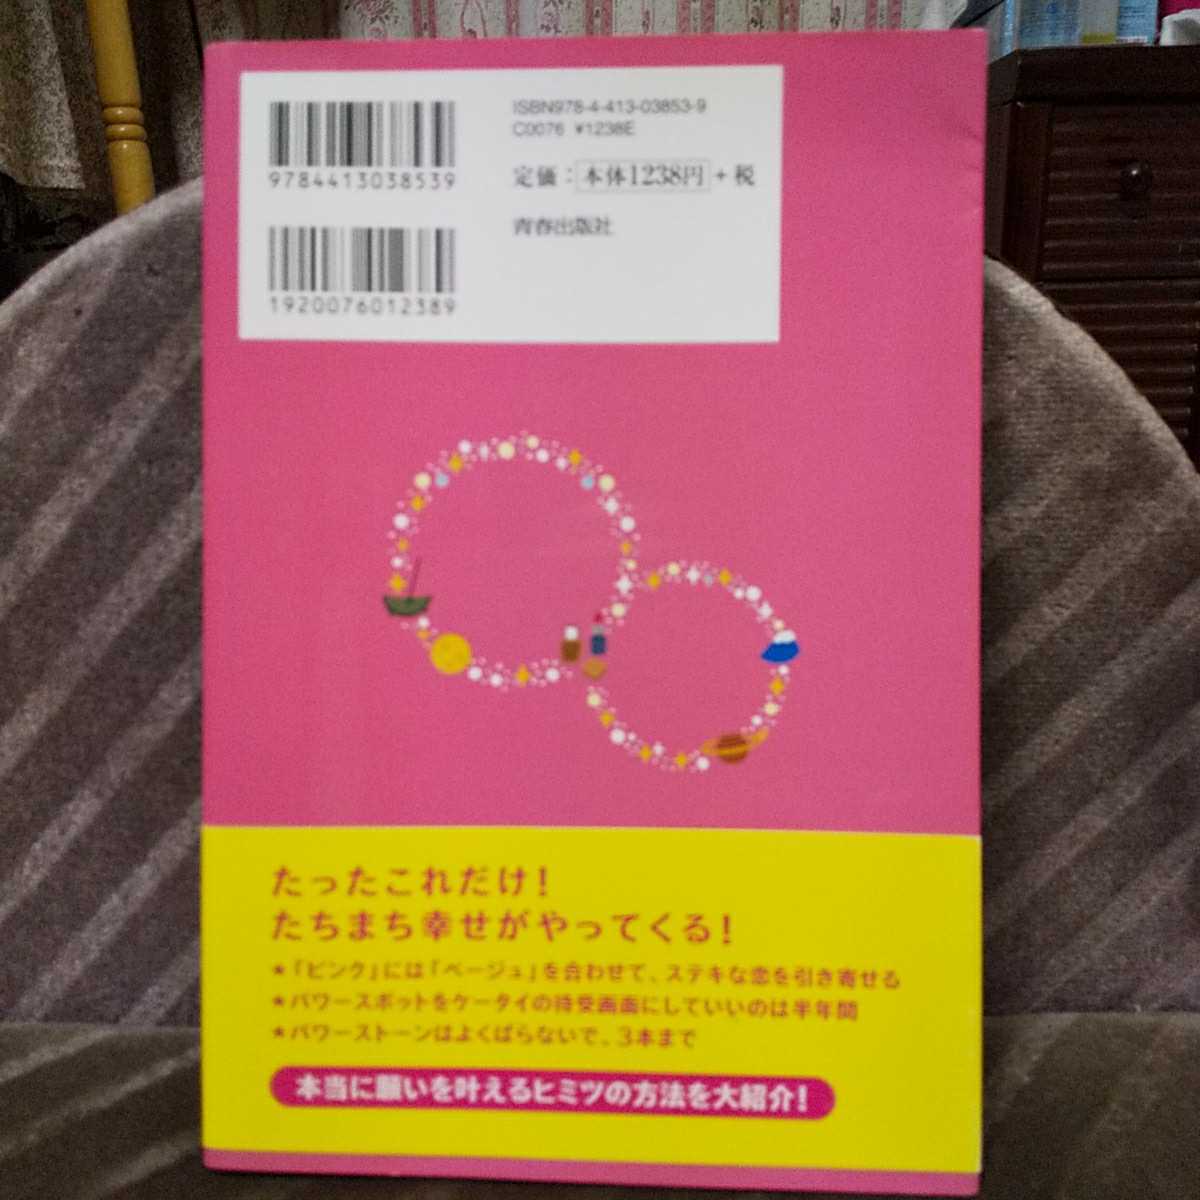 ISBN978-4-413-03853-9
C0076 ¥1238E
9784413038539
定価：本体1238円+税
青春出版社
1920076012389
たったこれだけ！
たちまち幸せがやってくる！
★「ピンク」には「ベージュ」を合わせて、ステキな恋を引き寄せる
★パワースポットをケータイの待受画面にしていいのは半年間
★パワーストーンはよくばらないで、3本まで
本当に願いを叶えるヒミツの方法を大紹介！